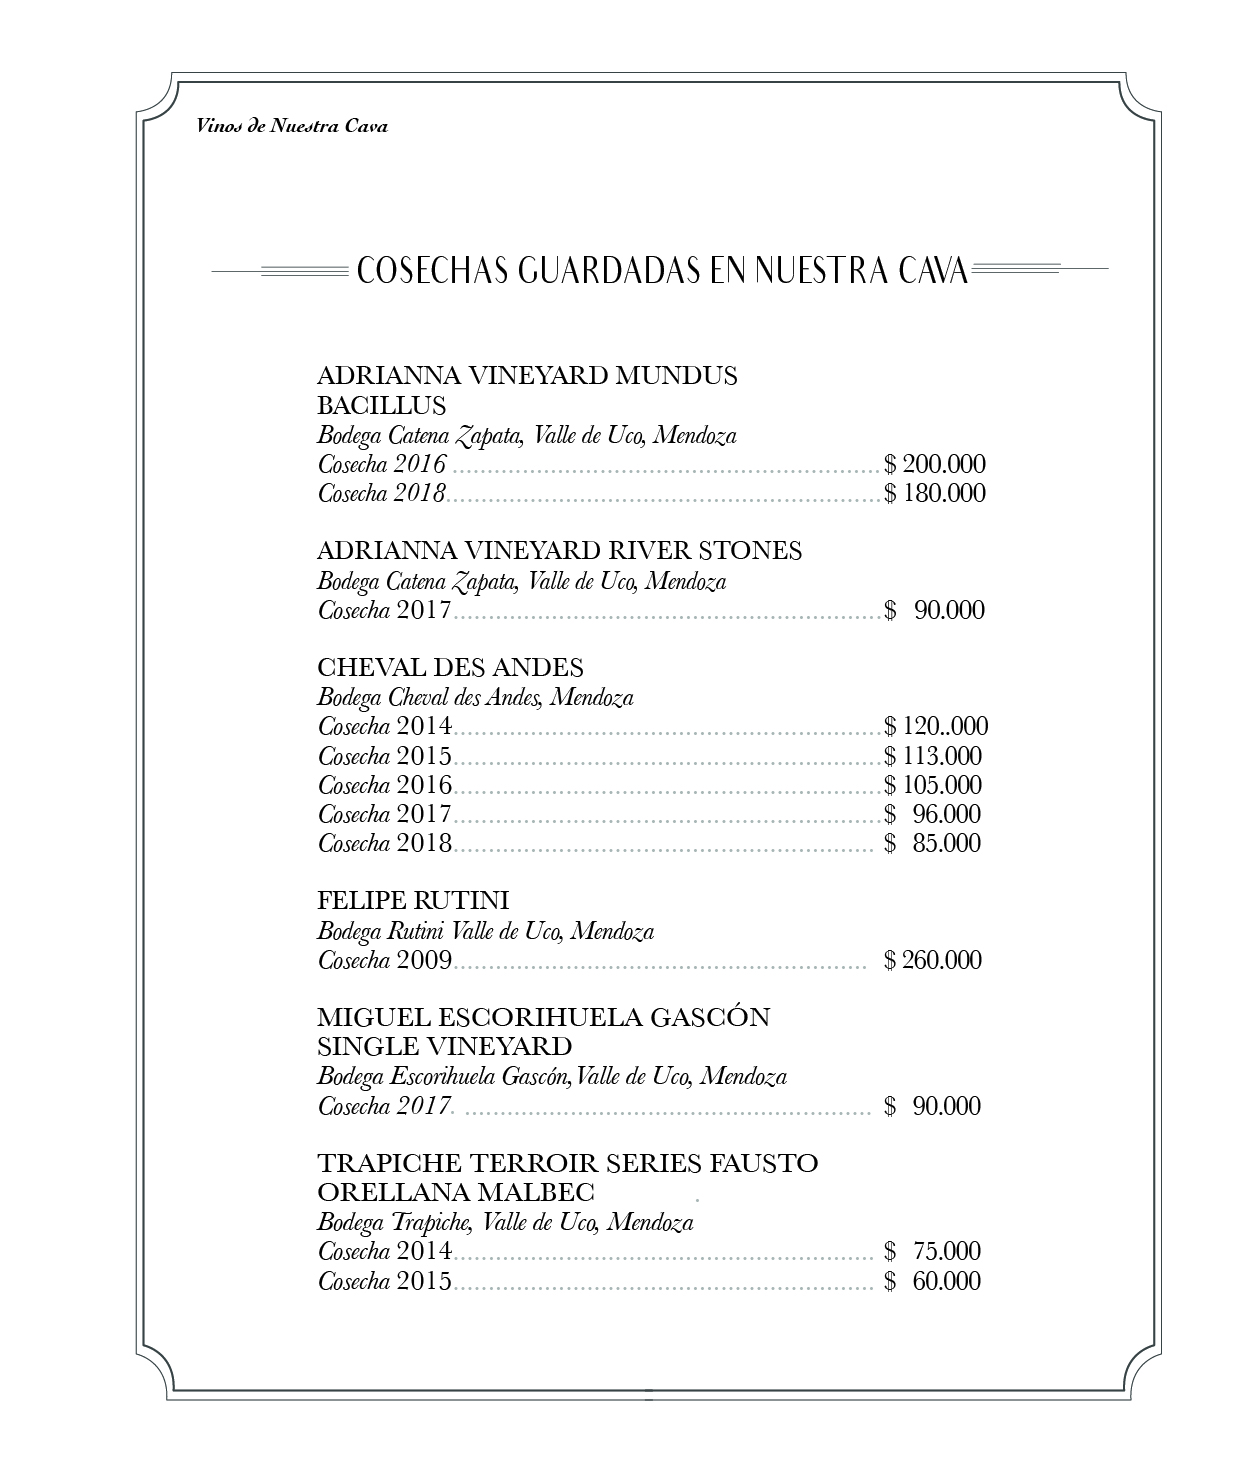 Vinos de Nuestra Cava
COSECHAS GUARDADAS EN NUESTRA CAVA
ADRIANNA VINEYARD MUNDUS
BACILLUS
Bodega Catena Zapata, Valle de Uco, Mendoza
Cosecha 2016 ........................................................ $ 200.000
Cosecha 2018........................................................ $ 180.000
ADRIANNA VINEYARD RIVER STONES
Bodega Catena Zapata, Valle de Uco, Mendoza
Cosecha 2017........................................................ $ 90.000
CHEVAL DES ANDES
Bodega Cheval des Andes, Mendoza
Cosecha 2014........................................................ $ 120..000
Cosecha 2015........................................................ $ 113.000
Cosecha 2016........................................................ $ 105.000
Cosecha 2017........................................................ $ 96.000
Cosecha 2018........................................................ $ 85.000
FELIPE RUTINI
Bodega Rutini Valle de Uco, Mendoza
Cosecha 2009........................................................ $ 260.000
MIGUEL ESCORIHUELA GASCÓN
SINGLE VINEYARD
Bodega Escorihuela Gascón, Valle de Uco, Mendoza
Cosecha 2017. ...................................................... $ 90.000
TRAPICHE TERROIR SERIES FAUSTO
ORELLANA MALBEC .
Bodega Trapiche, Valle de Uco, Mendoza
Cosecha 2014........................................................ $ 75.000
Cosecha 2015........................................................ $ 60.000